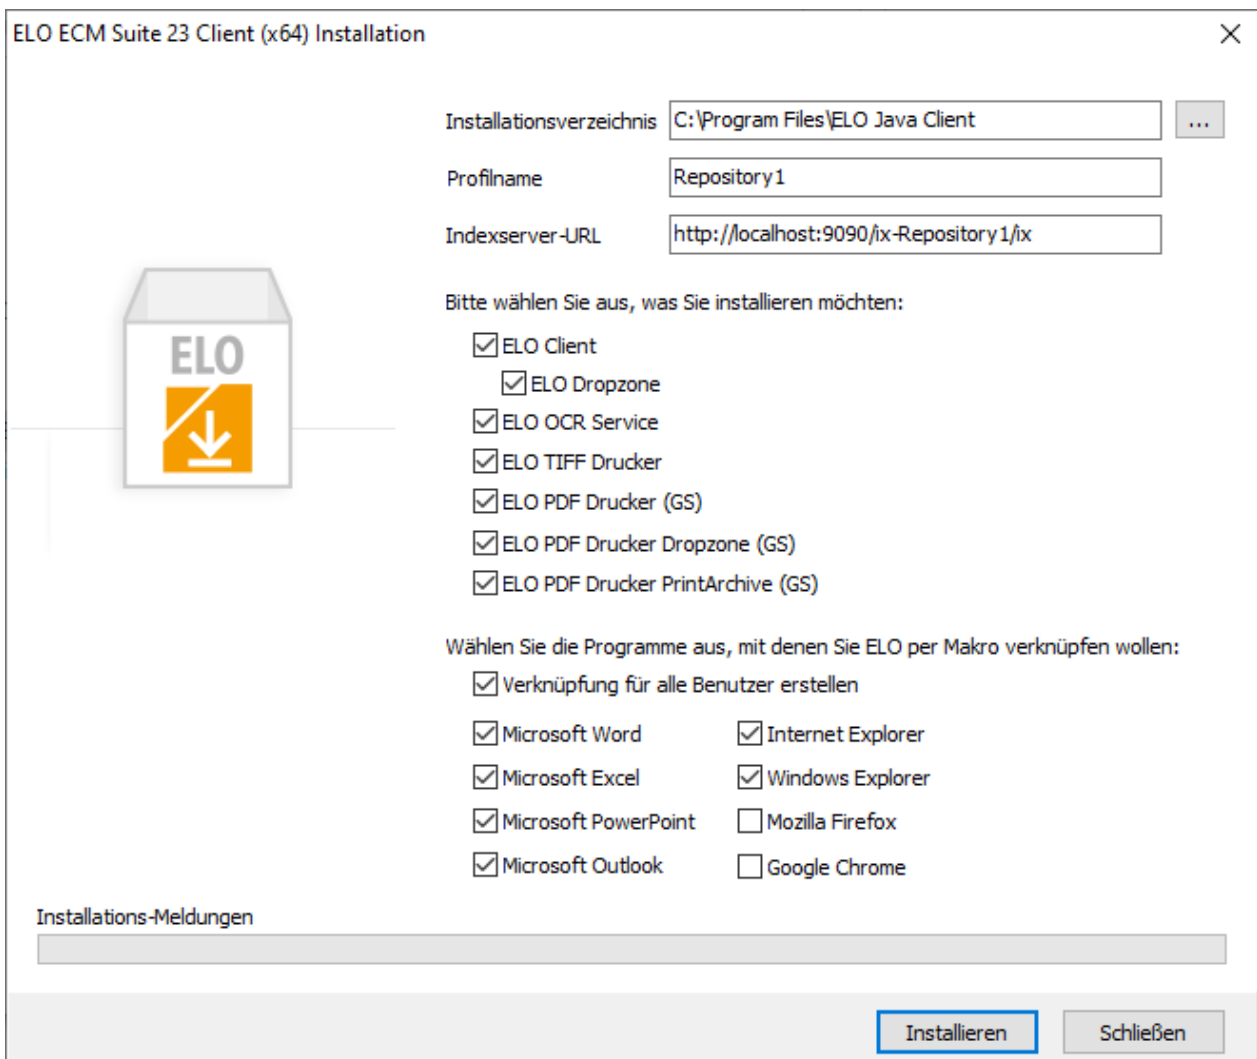 ELO ECM Suite 23 Client (x64) Installation
Installationsverzeichnis C:\Program Files\ELO Java Client ...
Profilname Repository1
Indexserver-URL http://localhost:9090/ix-Repository1/ix
ELO
Bitte wählen Sie aus, was Sie installieren möchten:
ELO Client
ELO Dropzone
ELO OCR Service
ELO TIFF Drucker
ELO PDF Drucker (GS)
ELO PDF Drucker Dropzone (GS)
ELO PDF Drucker PrintArchive (GS)
Wählen Sie die Programme aus, mit denen Sie ELO per Makro verknüpfen wollen:
Verknüpfung für alle Benutzer erstellen
Microsoft Word Internet Explorer
Microsoft Excel Windows Explorer
Microsoft PowerPoint Mozilla Firefox
Microsoft Outlook Google Chrome
Installations-Meldungen
Installieren Schließen